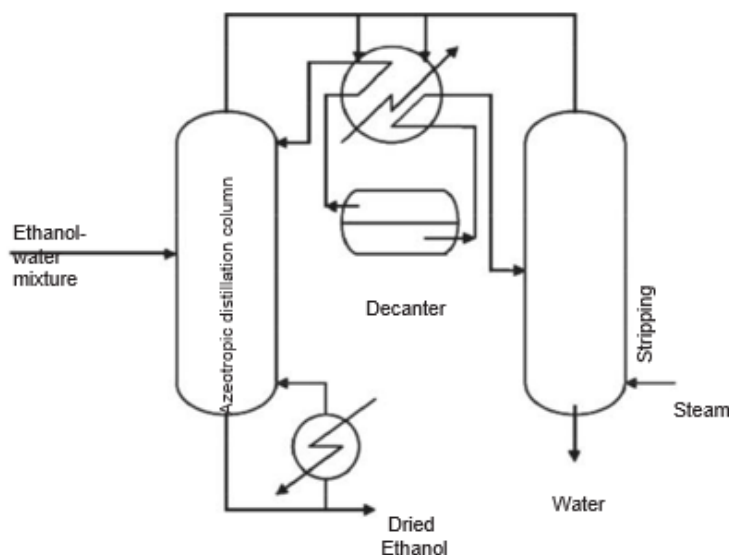 Ethanol-
water
mixture
Azeotropic distillation column
Decanter
Stripping
Steam
Water
Dried
Ethanol